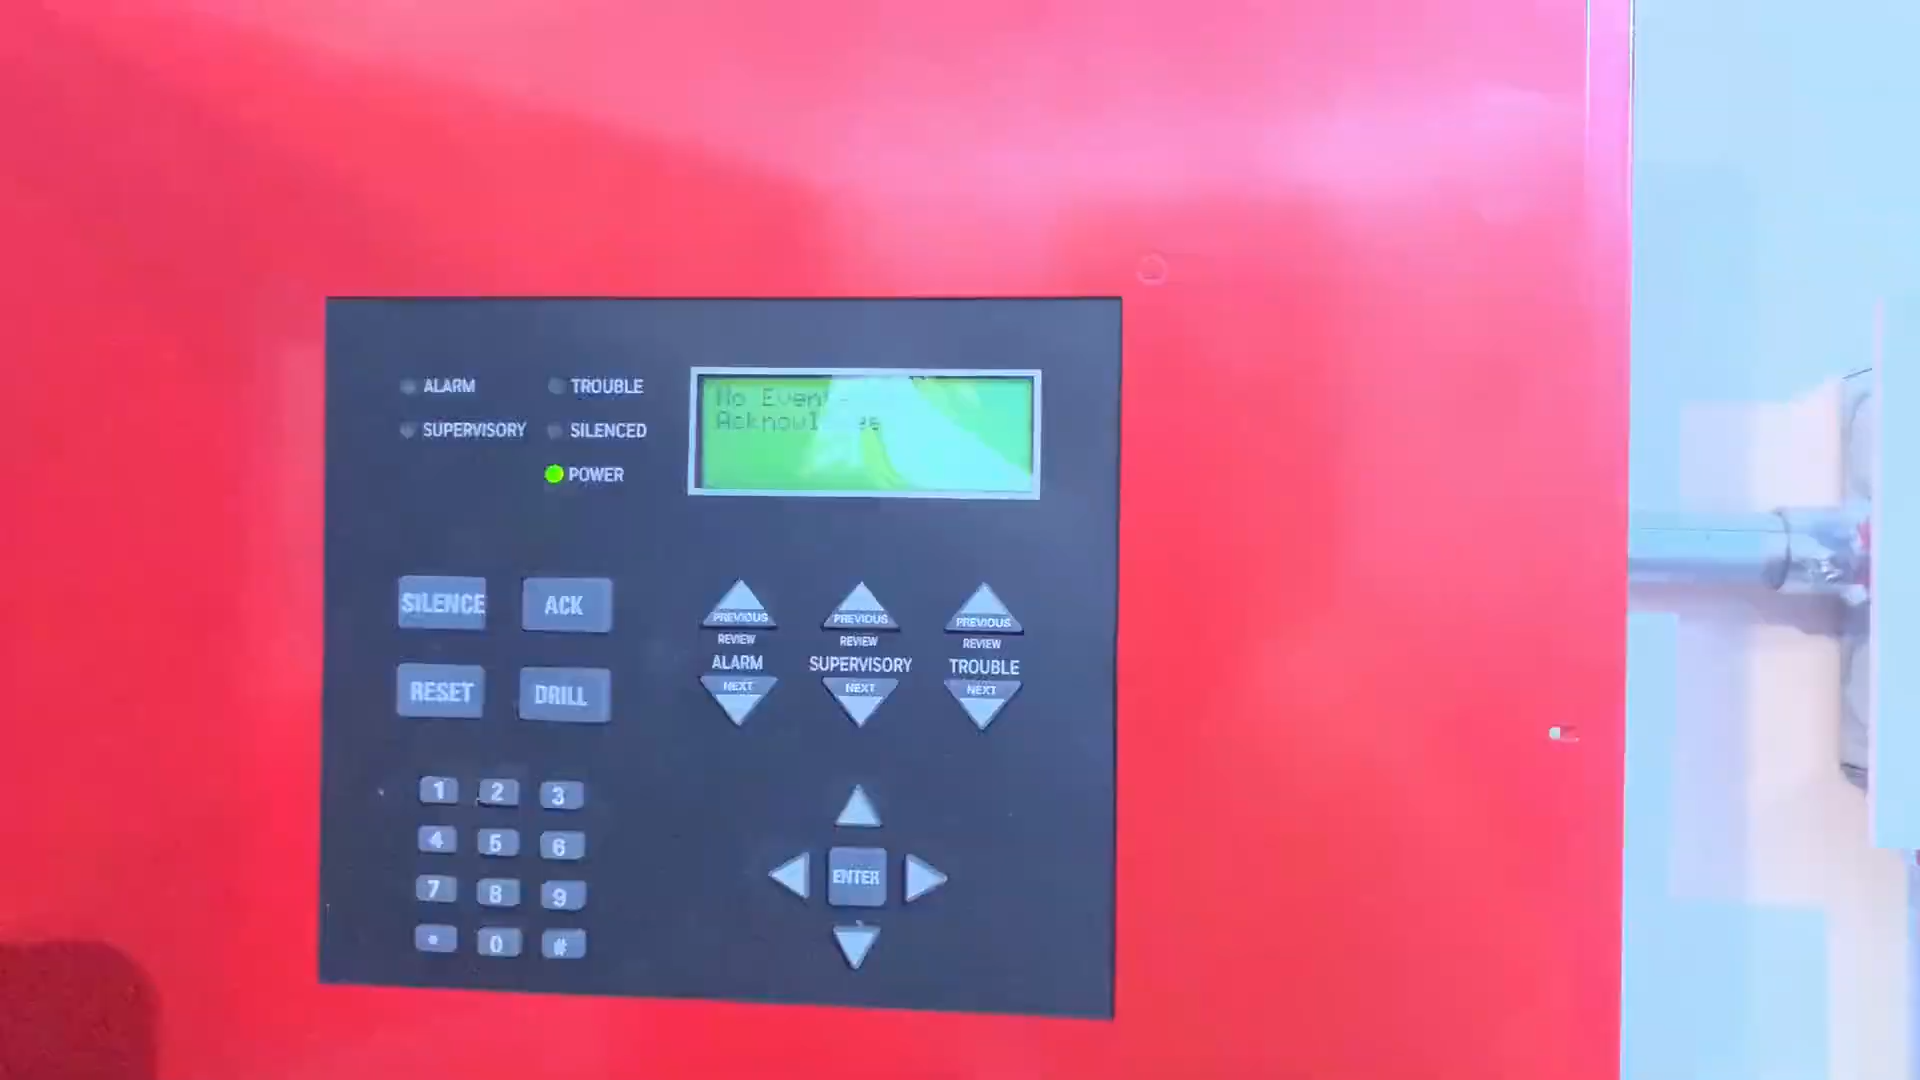 ALARM TROUBLE
SUPERVISORY SILENCED
POWER
No Event
SILENCE ACK
RESET DRILL
PREVIOUS PREVIOUS PREVIOUS
REVIEW REVIEW REVIEW
ALARM SUPERVISORY TROUBLE
NEXT NEXT NEXT
1 2 3
4 5 6
7 8 9
* 0 #
ENTER